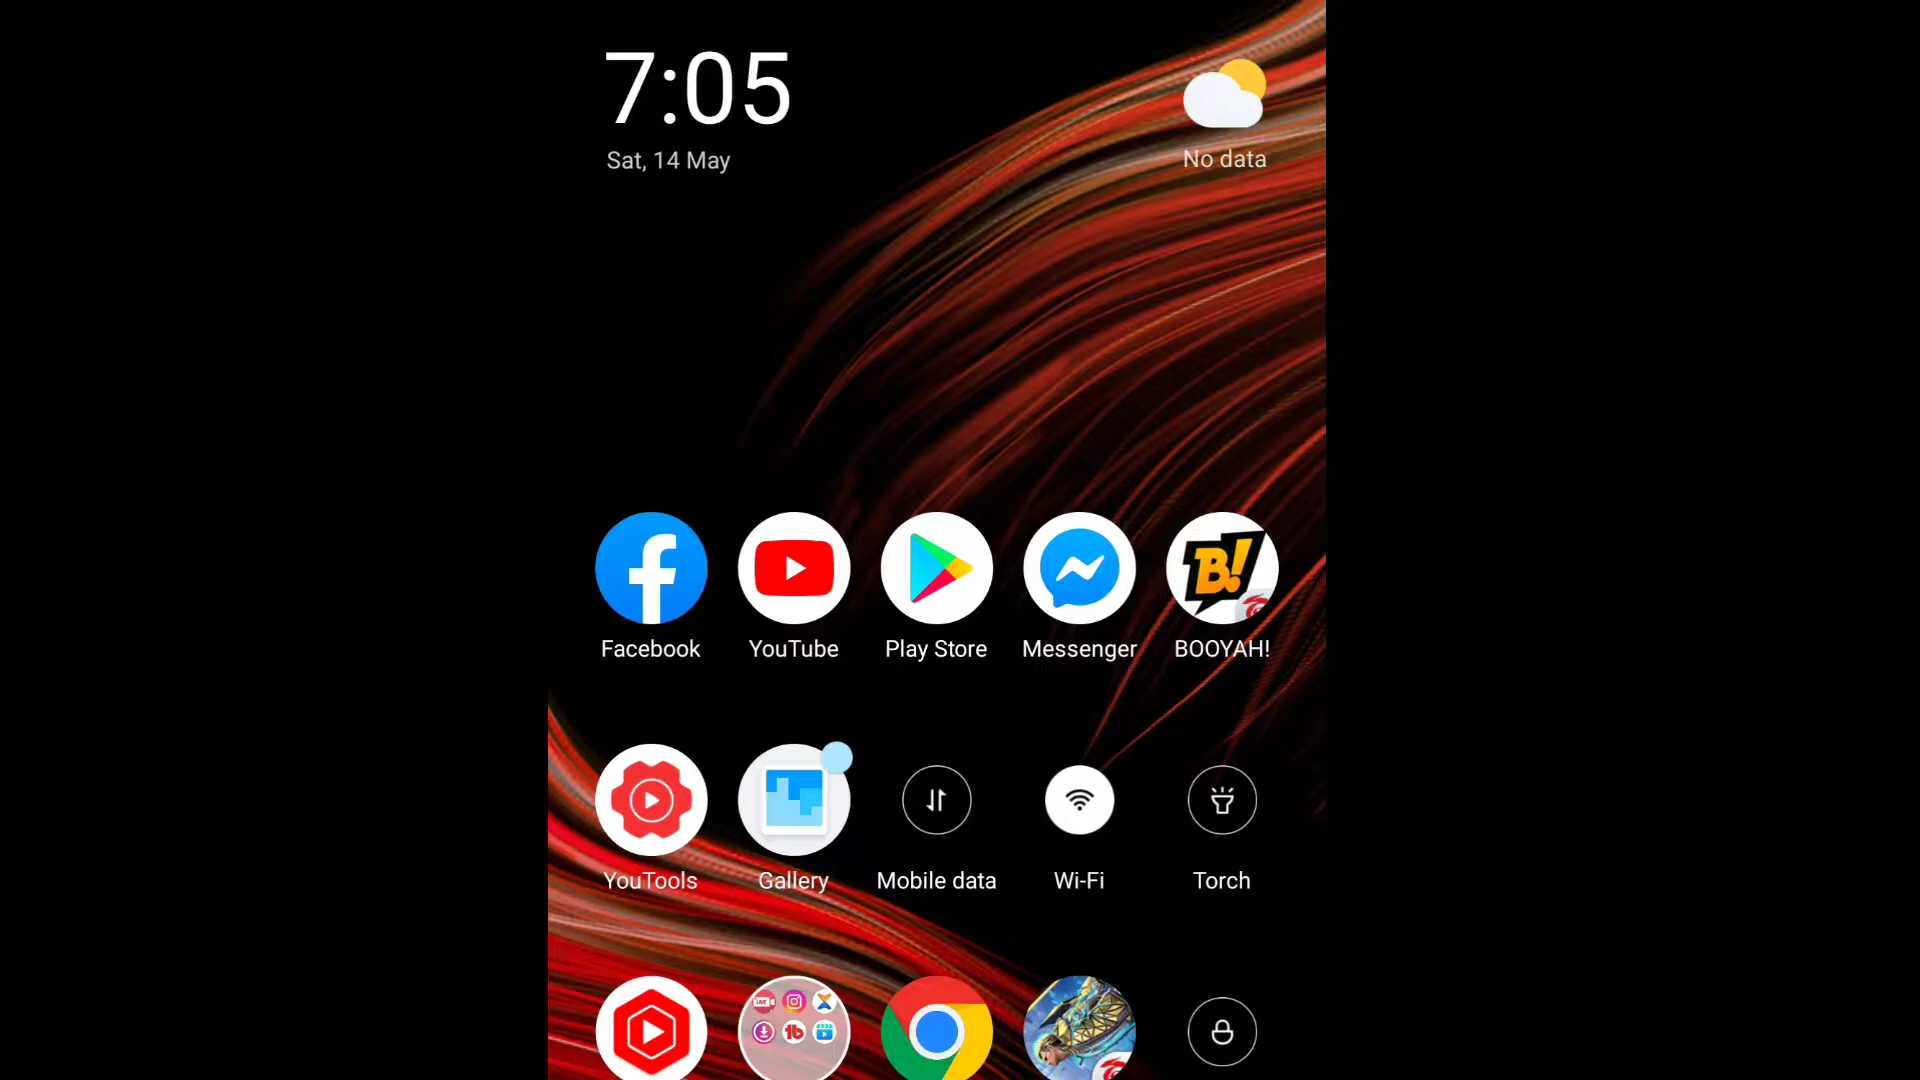 7:05
Sat, 14 May
No data
B!
Facebook
YouTube
Play Store
Messenger
BOOYAH!
YouTools
Gallery
Mobile data
Wi-Fi
Torch
LIVE